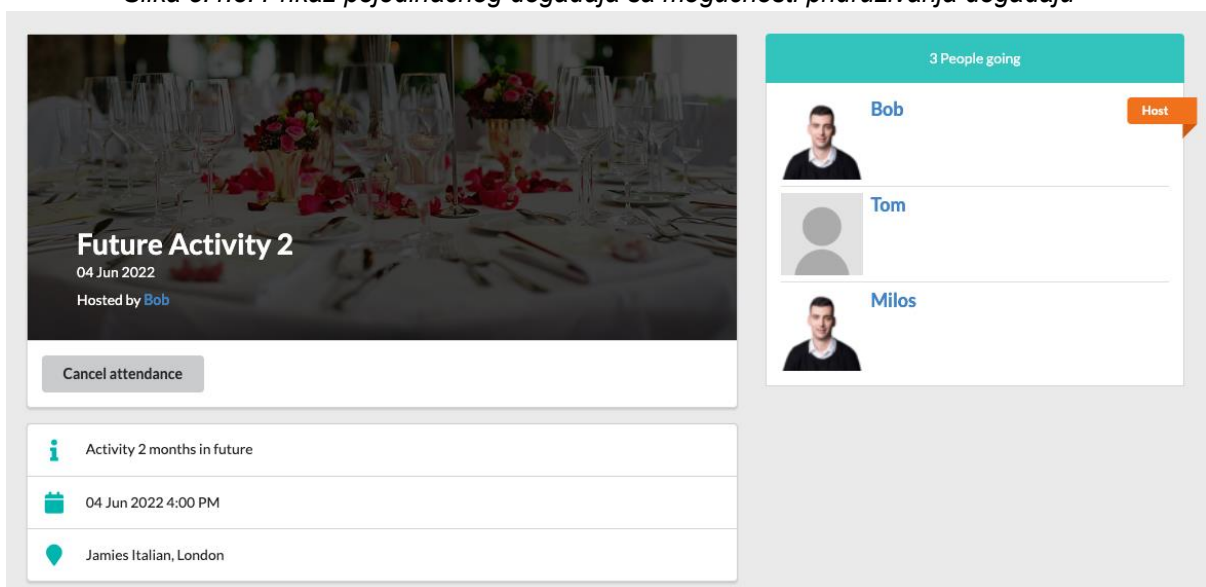 Future Activity 2
04 Jun 2022
Hosted by Bob
Cancel attendance
Activity 2 months in future
04 Jun 2022 4:00 PM
Jamies Italian, London
3 People going
Bob
Host
Tom
Milos